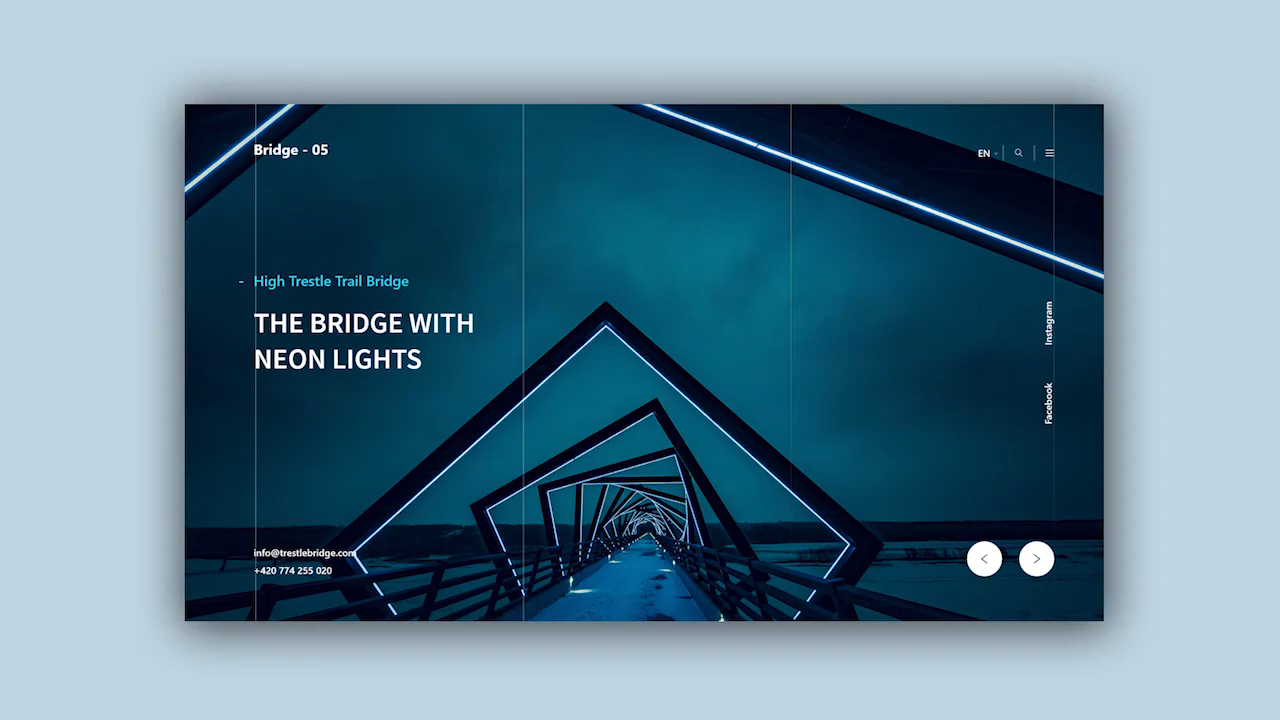 Bridge - 05
EN
- High Trestle Trail Bridge
THE BRIDGE WITH
NEON LIGHTS
Instagram
Facebook
info@trestlebridge.com
+420 774 255 020